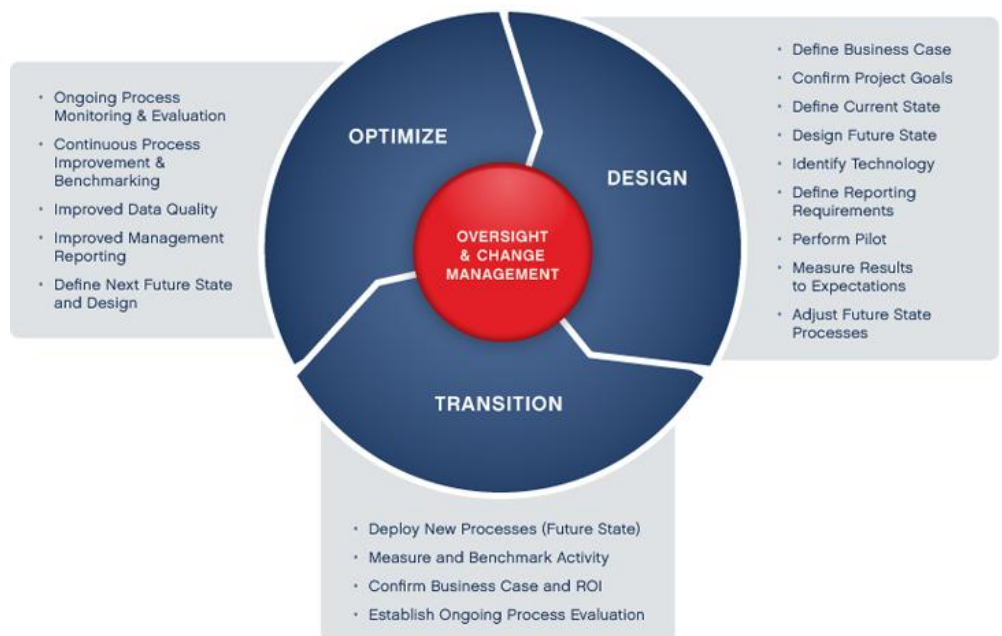 OPTIMIZE
DESIGN
OVERSIGHT
& CHANGE
MANAGEMENT
TRANSITION
• Ongoing Process
Monitoring & Evaluation
• Continuous Process
Improvement &
Benchmarking
• Improved Data Quality
• Improved Management
Reporting
• Define Next Future State
and Design
• Define Business Case
• Confirm Project Goals
• Define Current State
• Design Future State
• Identify Technology
• Define Reporting
Requirements
• Perform Pilot
• Measure Results
to Expectations
• Adjust Future State
Processes
• Deploy New Processes (Future State)
• Measure and Benchmark Activity
• Confirm Business Case and ROI
• Establish Ongoing Process Evaluation